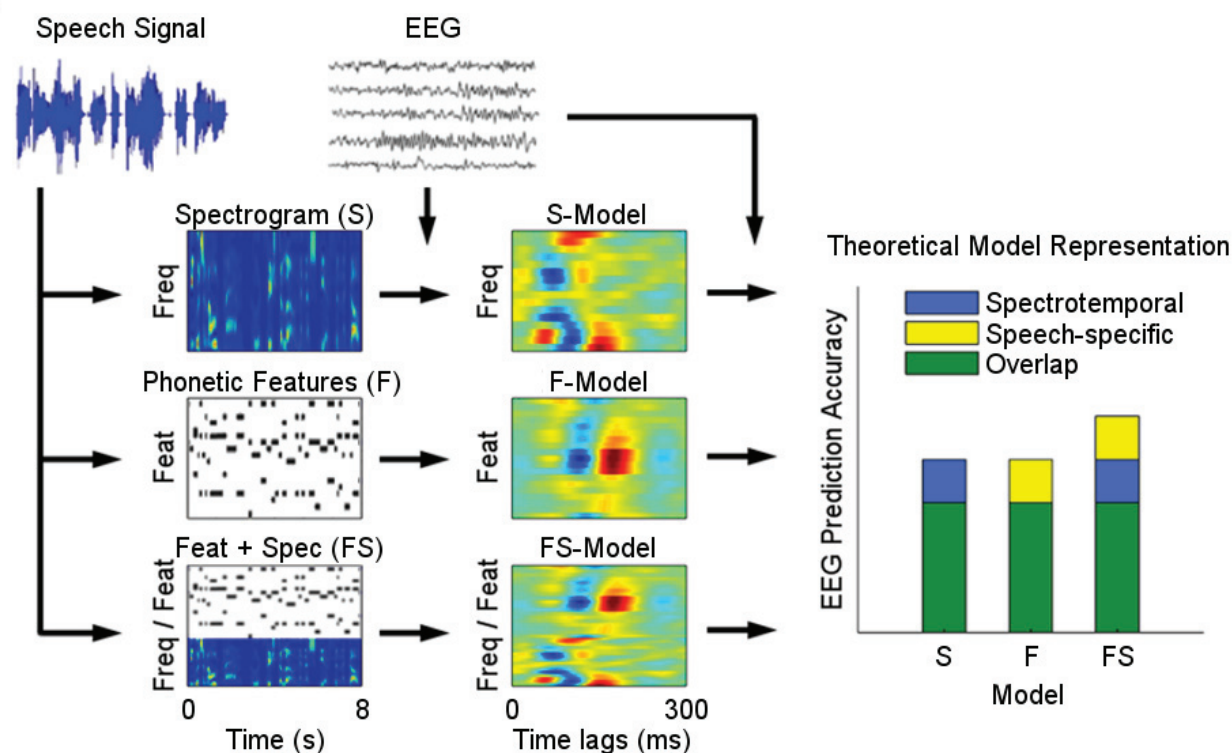 Speech Signal
EEG
Spectrogram (S)
S-Model
Freq
Freq
Phonetic Features (F)
F-Model
Feat
Feat
Feat + Spec (FS)
FS-Model
Freq / Feat
Freq / Feat
0
8
0
300
Time (s)
Time lags (ms)
Theoretical Model Representation
Spectrotemporal
Speech-specific
Overlap
EEG Prediction Accuracy
S
F
FS
Model